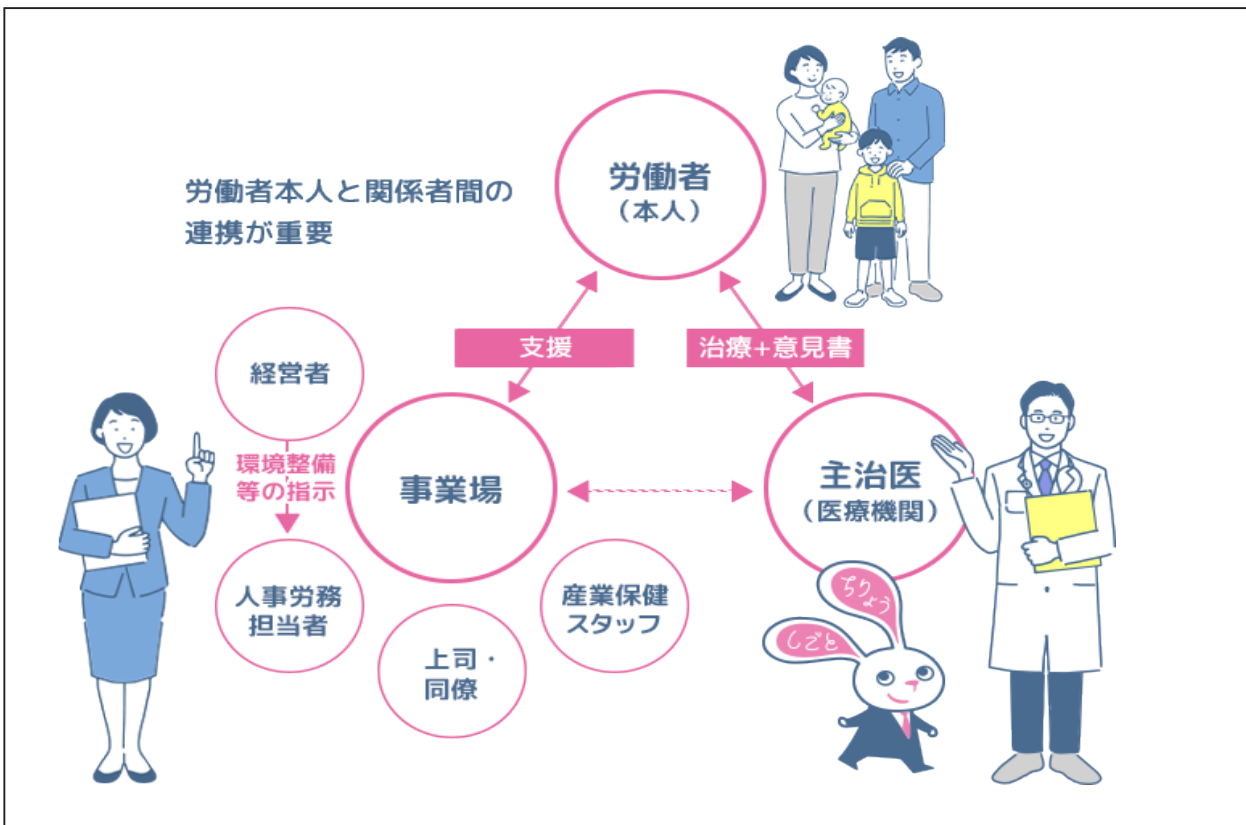 労働者
（本人）
労働者本人と関係者間の
連携が重要
支援
治療+意見書
経営者
環境整備
等の指示
事業場
主治医
（医療機関）
人事労務
担当者
上司・
同僚
産業保健
スタッフ
ちりょう
しごと